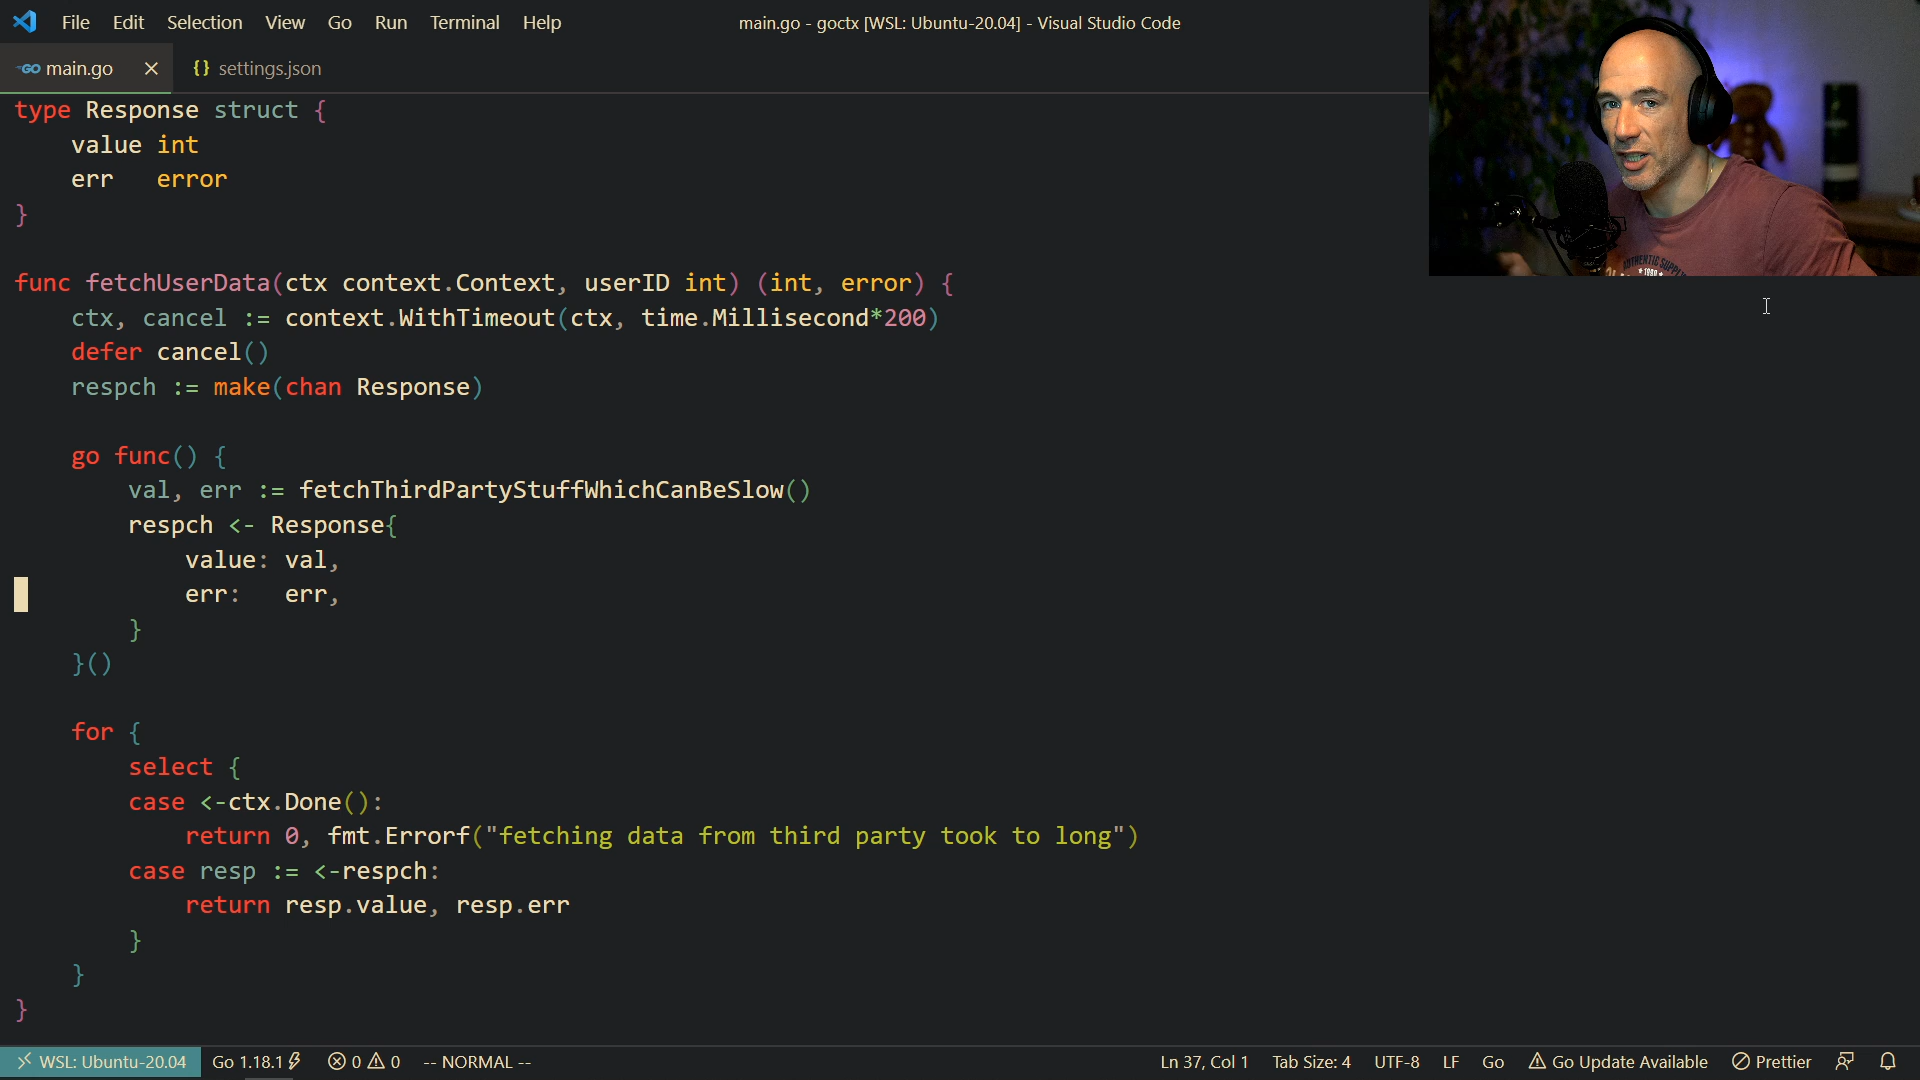 File Edit Selection View Go Run Terminal Help
main.go - goctx [WSL: Ubuntu-20.04] - Visual Studio Code
GO main.go {} settings.json
type Response struct {
    value int
    err   error
}
func fetchUserData(ctx context.Context, userID int) (int, error) {
    ctx, cancel := context.WithTimeout(ctx, time.Millisecond*200)
    defer cancel()
    respch := make(chan Response)
    go func() {
        val, err := fetchThirdPartyStuffWhichCanBeSlow()
        respch <- Response{
            value: val,
            err:   err,
        }
    }()
    for {
        select {
        case <-ctx.Done():
            return 0, fmt.Errorf("fetching data from third party took to long")
        case resp := <-respch:
            return resp.value, resp.err
        }
    }
}
AUTHENTIC
WSL: Ubuntu-20.04 Go 1.18.1 0 0 -- NORMAL -- Ln 37, Col 1 Tab Size: 4 UTF-8 LF Go Go Update Available Prettier